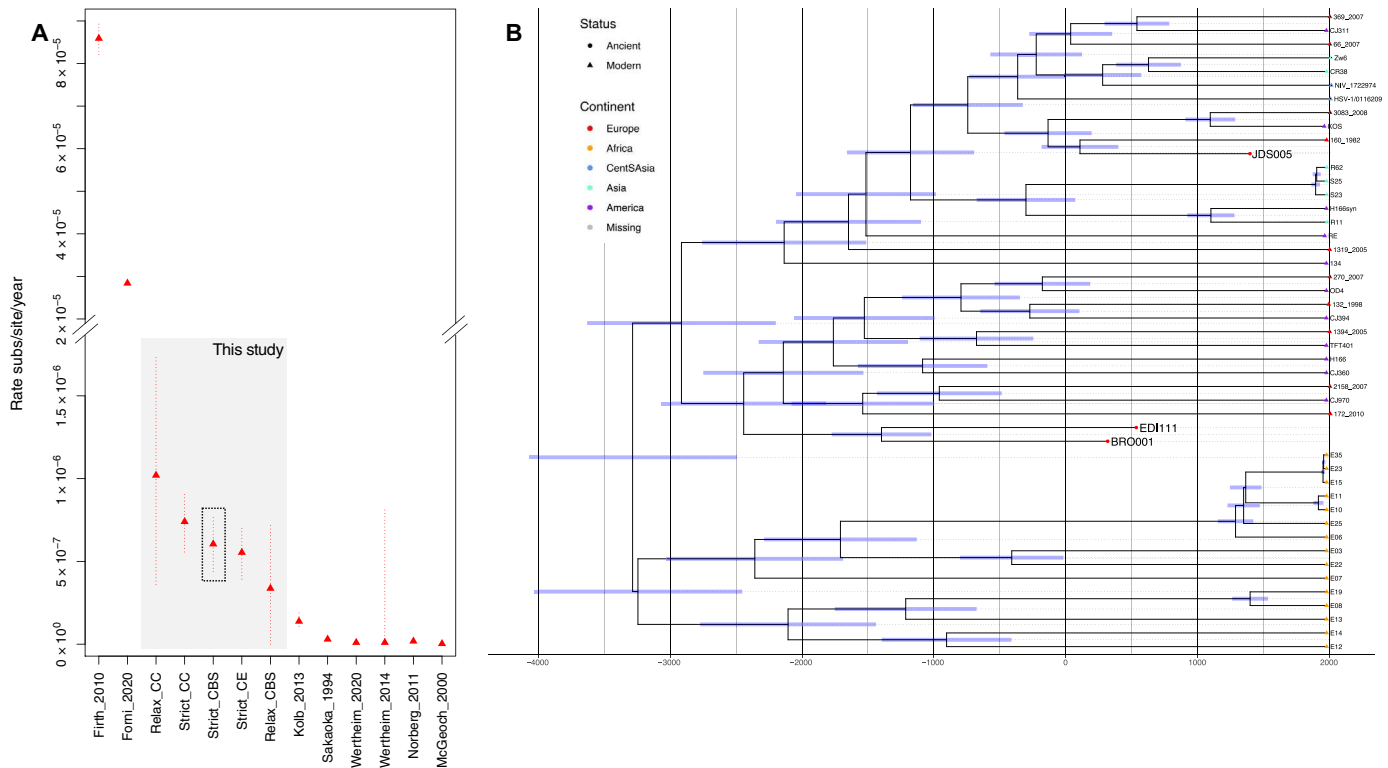 A
Rate subs/site/year
8 × 10⁻⁵
6 × 10⁻⁵
4 × 10⁻⁵
2 × 10⁻⁵
2
1.5 × 10⁻⁶
1 × 10⁻⁶
5 × 10⁻⁷
0 × 10⁰
This study
Firth_2010
Forni_2020
Relax_CC
Strict_CC
Strict_CBS
Strict_CE
Relax_CBS
Kolb_2013
Sakaoka_1994
Wertheim_2020
Wertheim_2014
Norberg_2011
McGeoch_2000
B
Status
Ancient
Modern
Continent
Europe
Africa
CentSAsia
Asia
America
Missing
369_2007
CJ311
66_2007
Zw6
CR38
NIV_1722974
HSV-1/0116209
3083_2008
KOS
160_1982
JDS005
R62
S25
S23
H166syn
R11
RE
1319_2005
134
270_2007
OD4
132_1998
CJ394
1394_2005
TFT401
H166
CJ360
2158_2007
CJ970
172_2010
EDI111
BRO001
E35
E23
E15
E11
E10
E25
E06
E03
E22
E07
E19
E08
E13
E14
E12
−4000 −3000 −2000 −1000 0 1000 2000